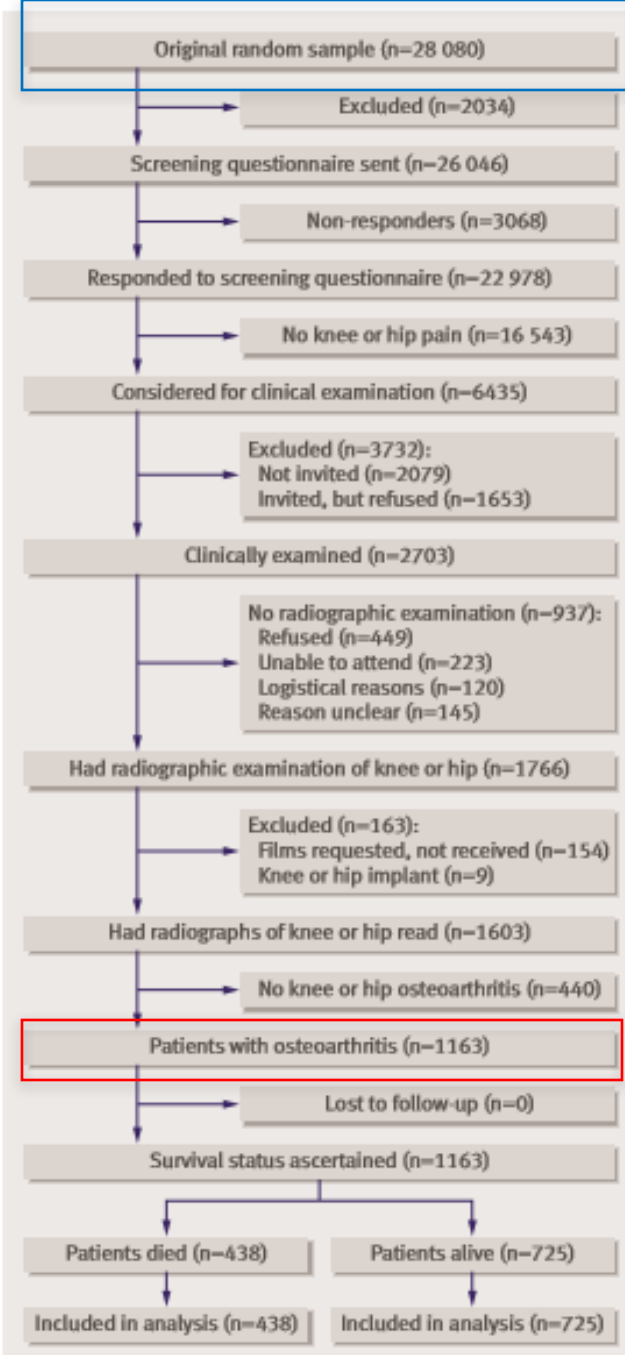 Original random sample (n=28 080)
Excluded (n=2034)
Screening questionnaire sent (n=26 046)
Non-responders (n=3068)
Responded to screening questionnaire (n=22 978)
No knee or hip pain (n=16 543)
Considered for clinical examination (n=6435)
Excluded (n=3732):
Not invited (n=2079)
Invited, but refused (n=1653)
Clinically examined (n=2703)
No radiographic examination (n=937):
Refused (n=449)
Unable to attend (n=223)
Logistical reasons (n=120)
Reason unclear (n=145)
Had radiographic examination of knee or hip (n=1766)
Excluded (n=163):
Films requested, not received (n=154)
Knee or hip implant (n=9)
Had radiographs of knee or hip read (n=1603)
No knee or hip osteoarthritis (n=440)
Patients with osteoarthritis (n=1163)
Lost to follow-up (n=0)
Survival status ascertained (n=1163)
Patients died (n=438)
Patients alive (n=725)
Included in analysis (n=438)
Included in analysis (n=725)